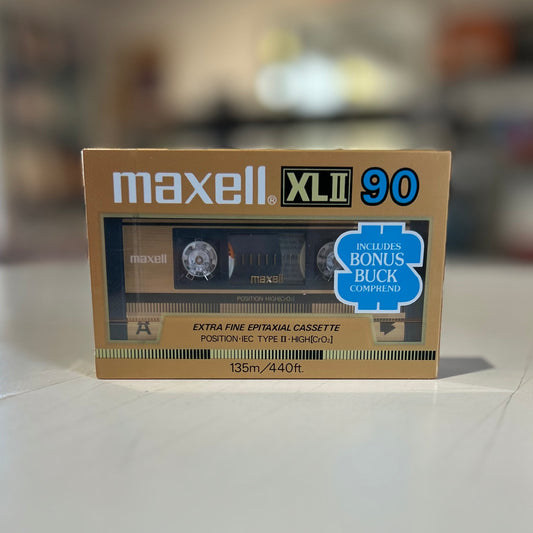 maxell® XLII 90
INCLUDES
BONUS
BUCK
COMPREND
maxell
maxell
POSITION HIGH(CrO₂)
A
EXTRA FINE EPITAXIAL CASSETTE
POSITION·IEC TYPE II·HIGH[CrO₂]
135m/440ft.